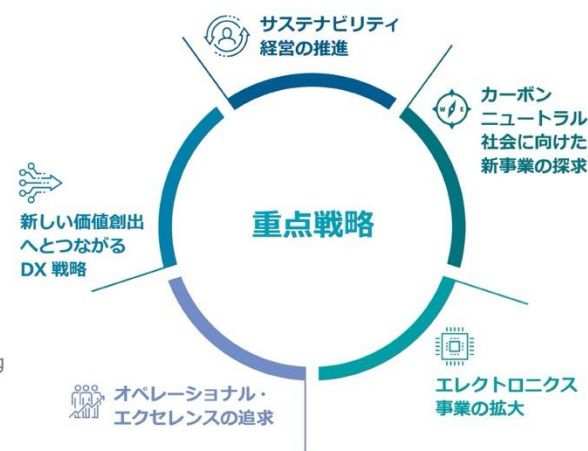 サステナビリティ
経営の推進
カーボン
ニュートラル
社会に向けた
新事業の探求
重点戦略
新しい価値創出
へとつながる
DX 戦略
エレクトロニクス
事業の拡大
オペレーショナル・
エクセレンスの追求
g
W E